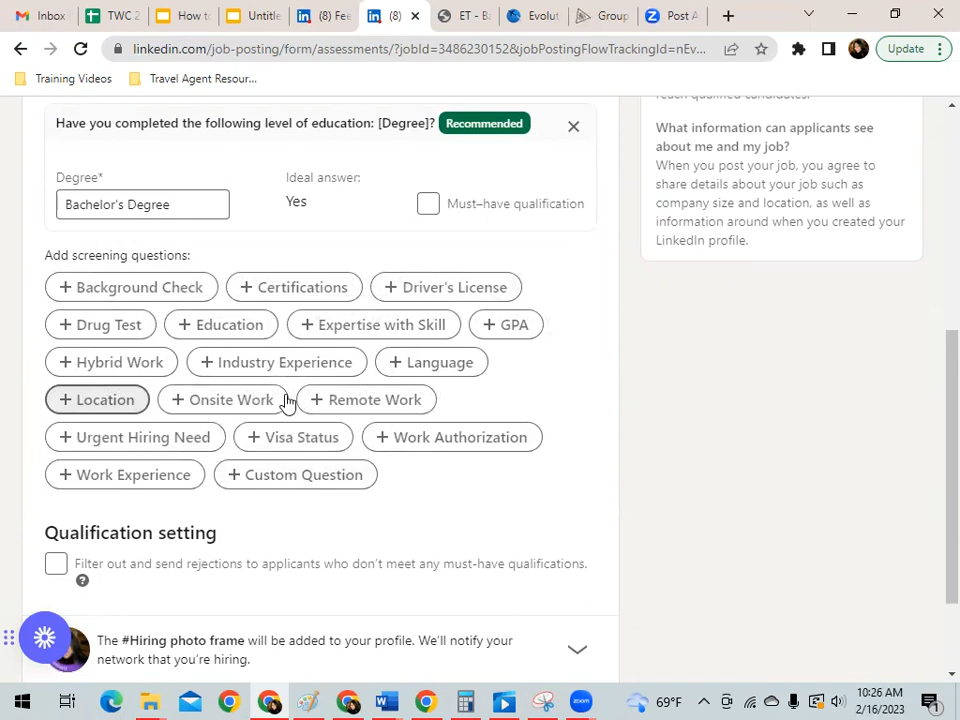 Inbox
TWC 2
How to
Untitle
(8) Fee
(8)
ET - Ba
Evolut
Group
Post A
linkedin.com/job-posting/form/assessments/?jobId=3486230152&jobPostingFlowTrackingId=nEv...
Update
Training Videos
Travel Agent Resour...
Have you completed the following level of education: [Degree]? Recommended
Degree*
Ideal answer:
Bachelor's Degree
Yes
Must-have qualification
Add screening questions:
+ Background Check
+ Certifications
+ Driver's License
+ Drug Test
+ Education
+ Expertise with Skill
+ GPA
+ Hybrid Work
+ Industry Experience
+ Language
+ Location
+ Onsite Work
+ Remote Work
+ Urgent Hiring Need
+ Visa Status
+ Work Authorization
+ Work Experience
+ Custom Question
Qualification setting
Filter out and send rejections to applicants who don't meet any must-have qualifications.
?
The #Hiring photo frame will be added to your profile. We'll notify your
network that you're hiring.
reach qualified candidates.
What information can applicants see
about me and my job?
When you post your job, you agree to
share details about your job such as
company size and location, as well as
information around when you created your
LinkedIn profile.
zoom
69°F
10:26 AM
2/16/2023
1